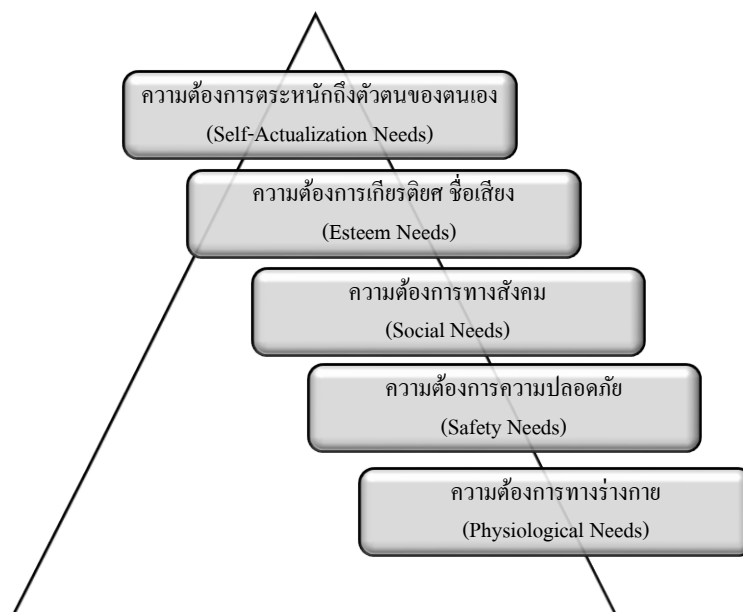 ความต้องการตระหนักถึงตัวตนของตนเอง
(Self-Actualization Needs)
ความต้องการเกียรติยศ ชื่อเสียง
(Esteem Needs)
ความต้องการทางสังคม
(Social Needs)
ความต้องการความปลอดภัย
(Safety Needs)
ความต้องการทางร่างกาย
(Physiological Needs)